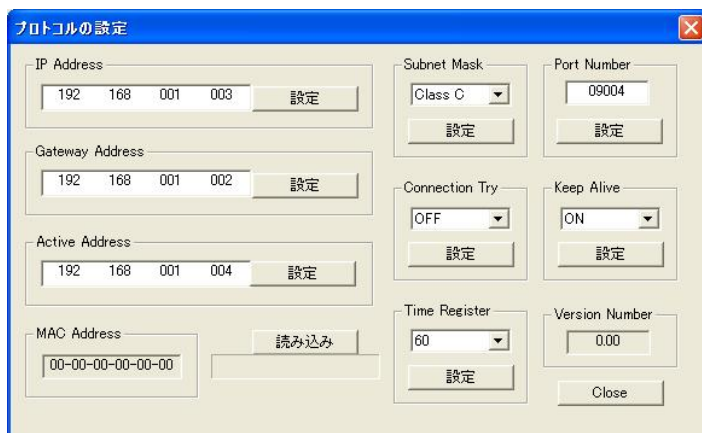 プロトコルの設定
IP Address
192 168 001 003 設定
Gateway Address
192 168 001 002 設定
Active Address
192 168 001 004 設定
MAC Address
00-00-00-00-00-00
読み込み
Subnet Mask
Class C
設定
Port Number
09004
設定
Connection Try
OFF
設定
Keep Alive
ON
設定
Time Register
60
設定
Version Number
0.00
Close